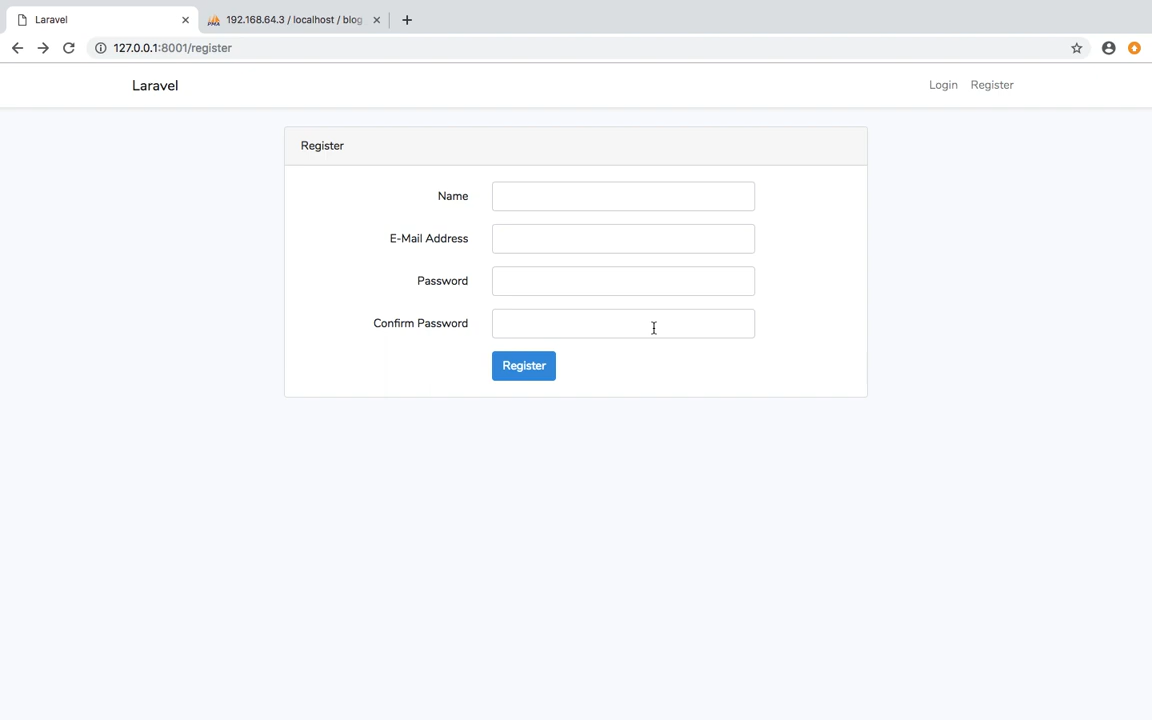 Laravel
192.168.64.3 / localhost / blog
127.0.0.1:8001/register
Laravel
Login Register
Register
Name
E-Mail Address
Password
Confirm Password
Register